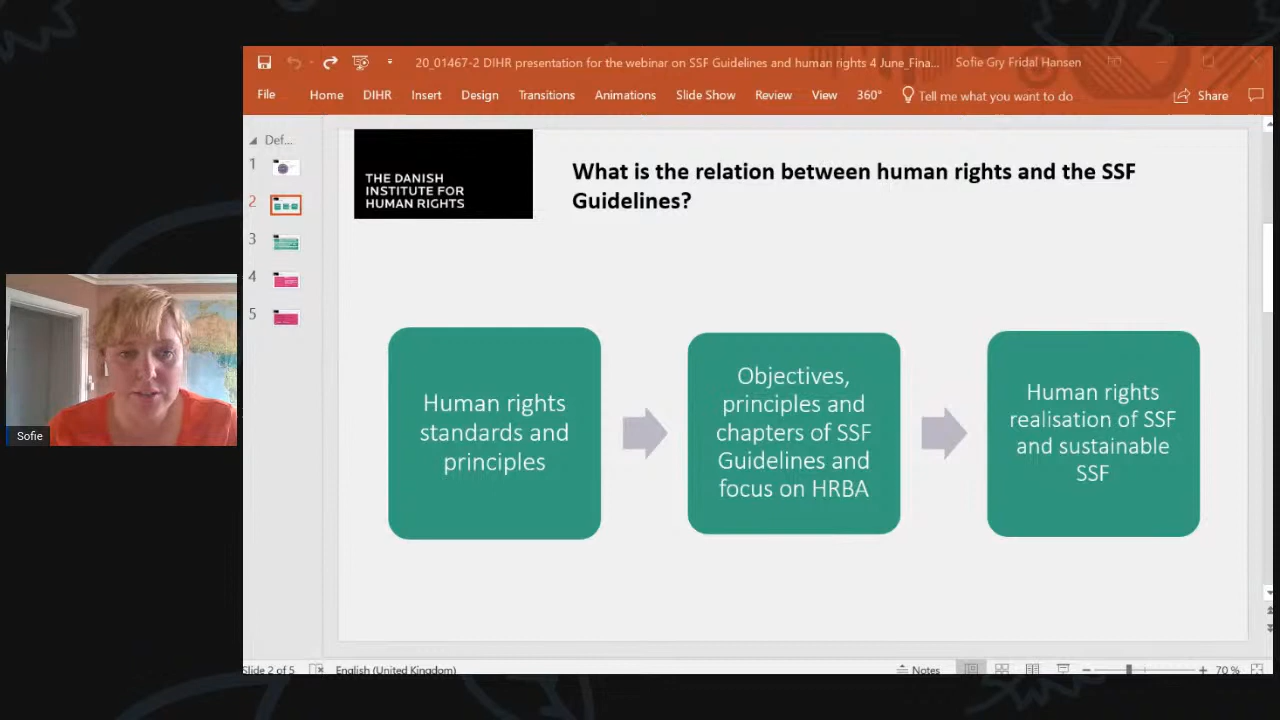 20_01467-2 DIHR presentation for the webinar on SSF Guidelines and human rights 4 June_Fina...
Sofie Gry Fridal Hansen
File
Home
DIHR
Insert
Design
Transitions
Animations
Slide Show
Review
View
360°
Tell me what you want to do
Share
Def...
1
2
3
4
5
THE DANISH
INSTITUTE FOR
HUMAN RIGHTS
What is the relation between human rights and the SSF
Guidelines?
Human rights
standards and
principles
Objectives,
principles and
chapters of SSF
Guidelines and
focus on HRBA
Human rights
realisation of SSF
and sustainable
SSF
Sofie
Slide 2 of 5
English (United Kingdom)
Notes
70 %